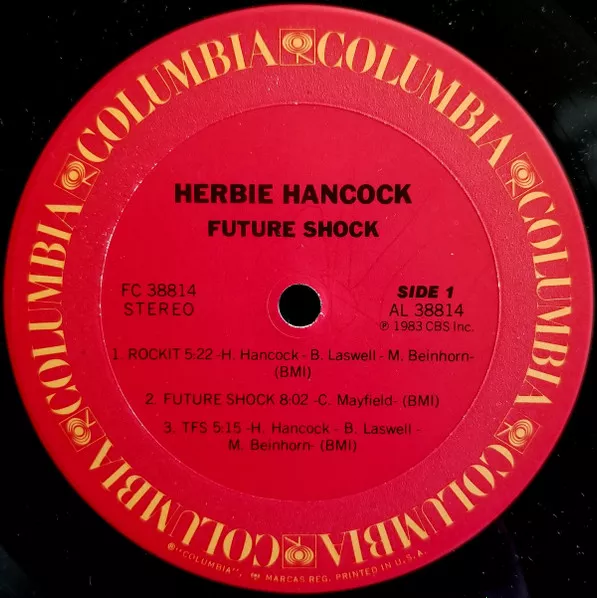 COLUMBIA COLUMBIA COLUMBIA COLUMBIA COLUMBIA COLUMBIA COLUMBIA COLUMBIA
HERBIE HANCOCK
FUTURE SHOCK
FC 38814
STEREO
SIDE 1
AL 38814
℗ 1983 CBS Inc.
1. ROCKIT 5:22 -H. Hancock - B. Laswell - M. Beinhorn-
(BMI)
2. FUTURE SHOCK 8:02 -C. Mayfield- (BMI)
3. TFS 5:15 -H. Hancock - B. Laswell -
M. Beinhorn- (BMI)
®"COLUMBIA", MARCAS REG. PRINTED IN U.S.A.